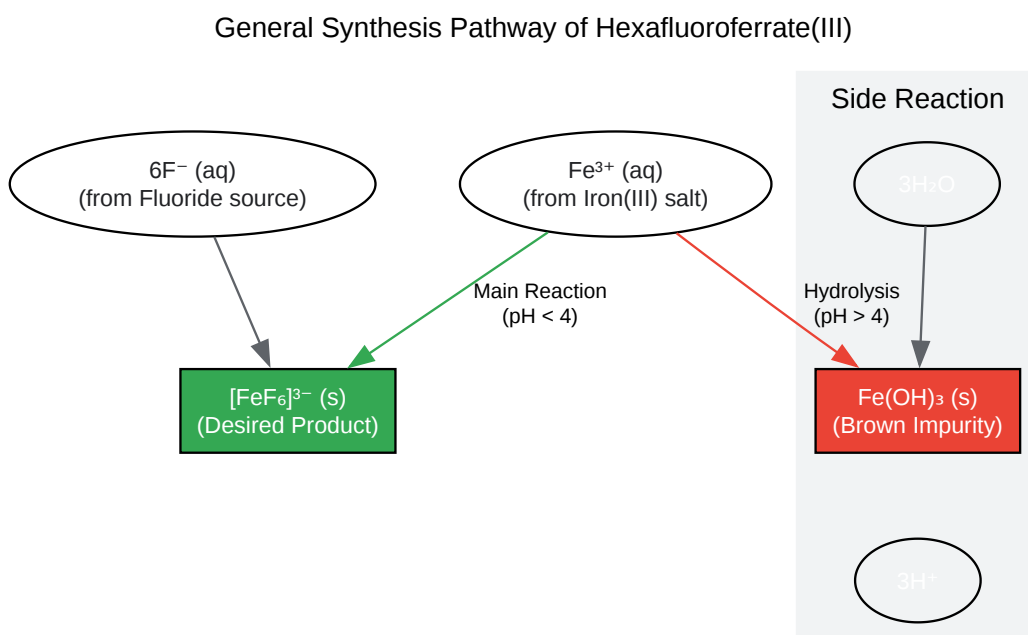 General Synthesis Pathway of Hexafluoroferrate(III)
Side Reaction
6F⁻ (aq)
(from Fluoride source)
Fe³⁺ (aq)
(from Iron(III) salt)
3H₂O
Main Reaction
(pH < 4)
Hydrolysis
(pH > 4)
[FeF₆]³⁻ (s)
(Desired Product)
Fe(OH)₃ (s)
(Brown Impurity)
3H⁺